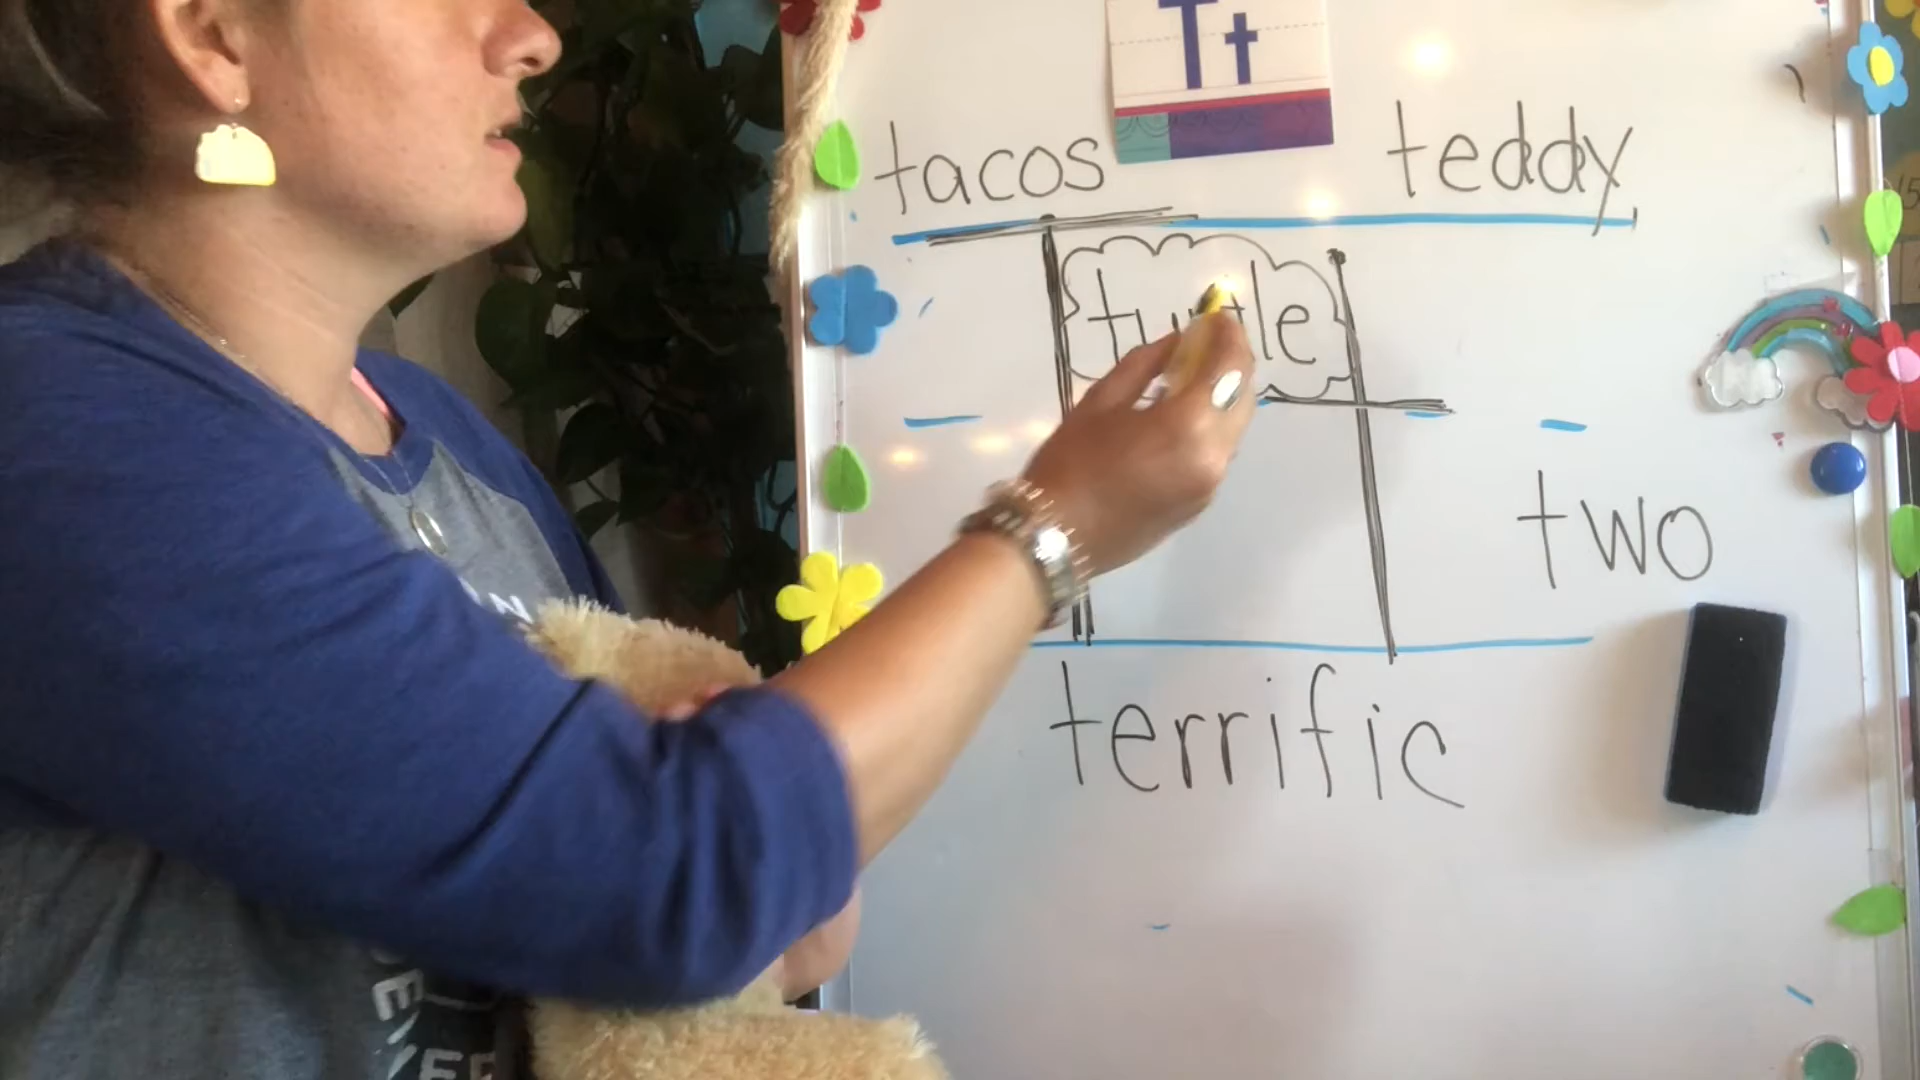 Tt
tacos teddy
turtle
two
terrific